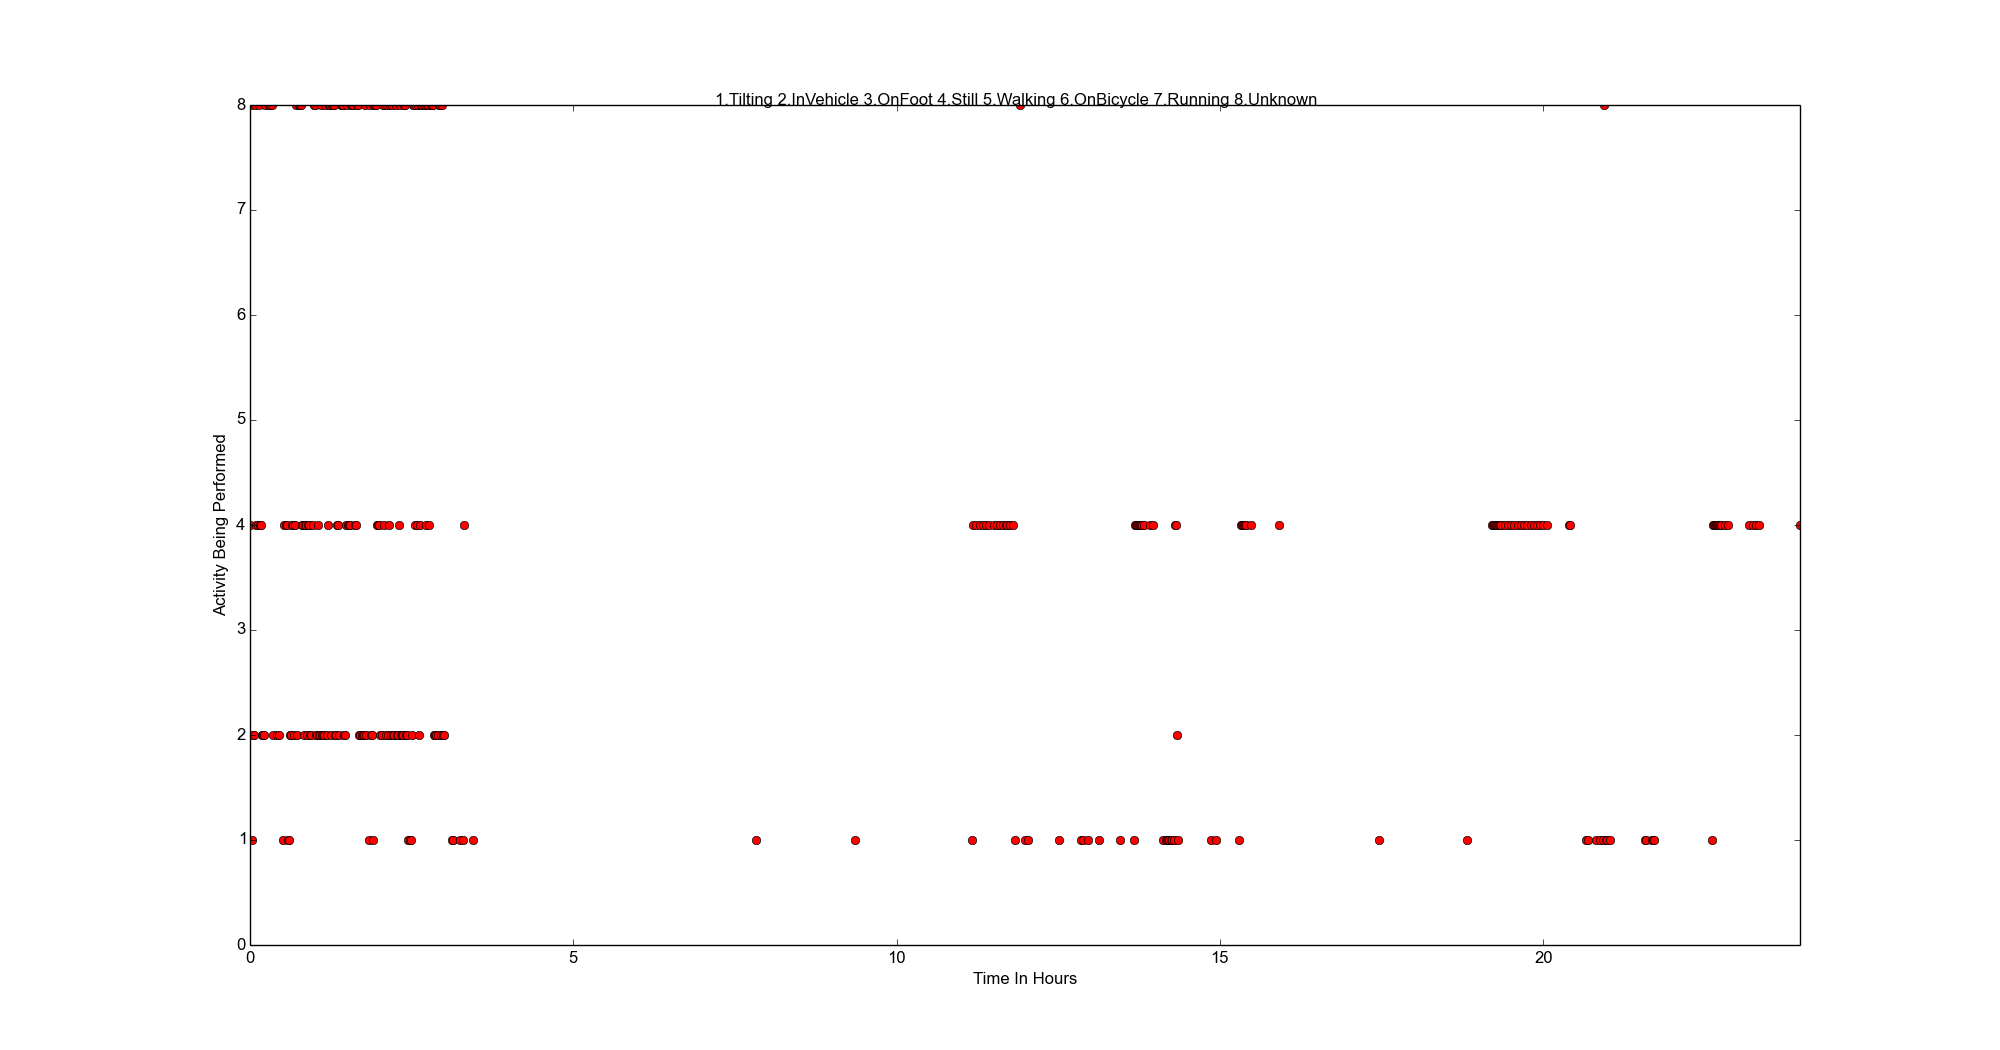 1.Tilting 2.InVehicle 3.OnFoot 4.Still 5.Walking 6.OnBicycle 7.Running 8.Unknown
8
7
6
5
4
3
2
1
0
Activity Being Performed
0 5 10 15 20
Time In Hours